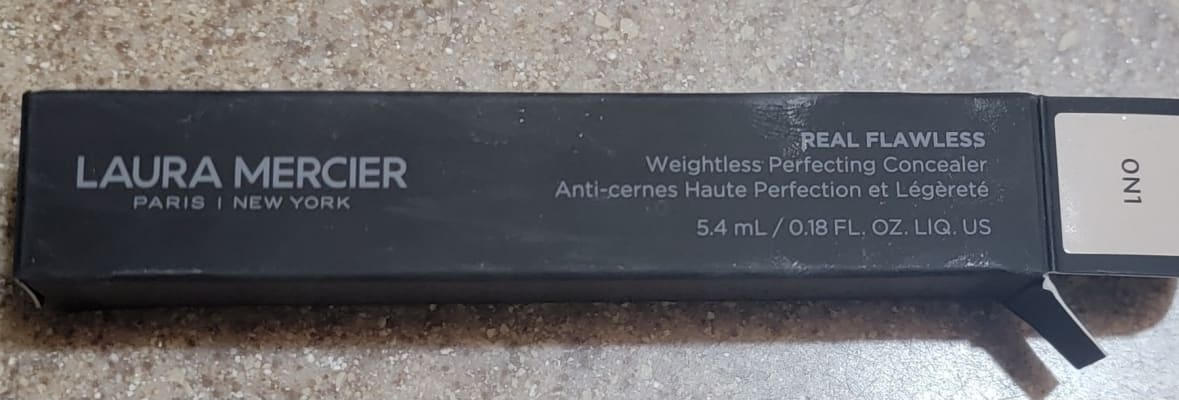 LAURA MERCIER
PARIS | NEW YORK
REAL FLAWLESS
Weightless Perfecting Concealer
Anti-cernes Haute Perfection et Légèreté
5.4 mL / 0.18 FL. OZ. LIQ. US
0N1